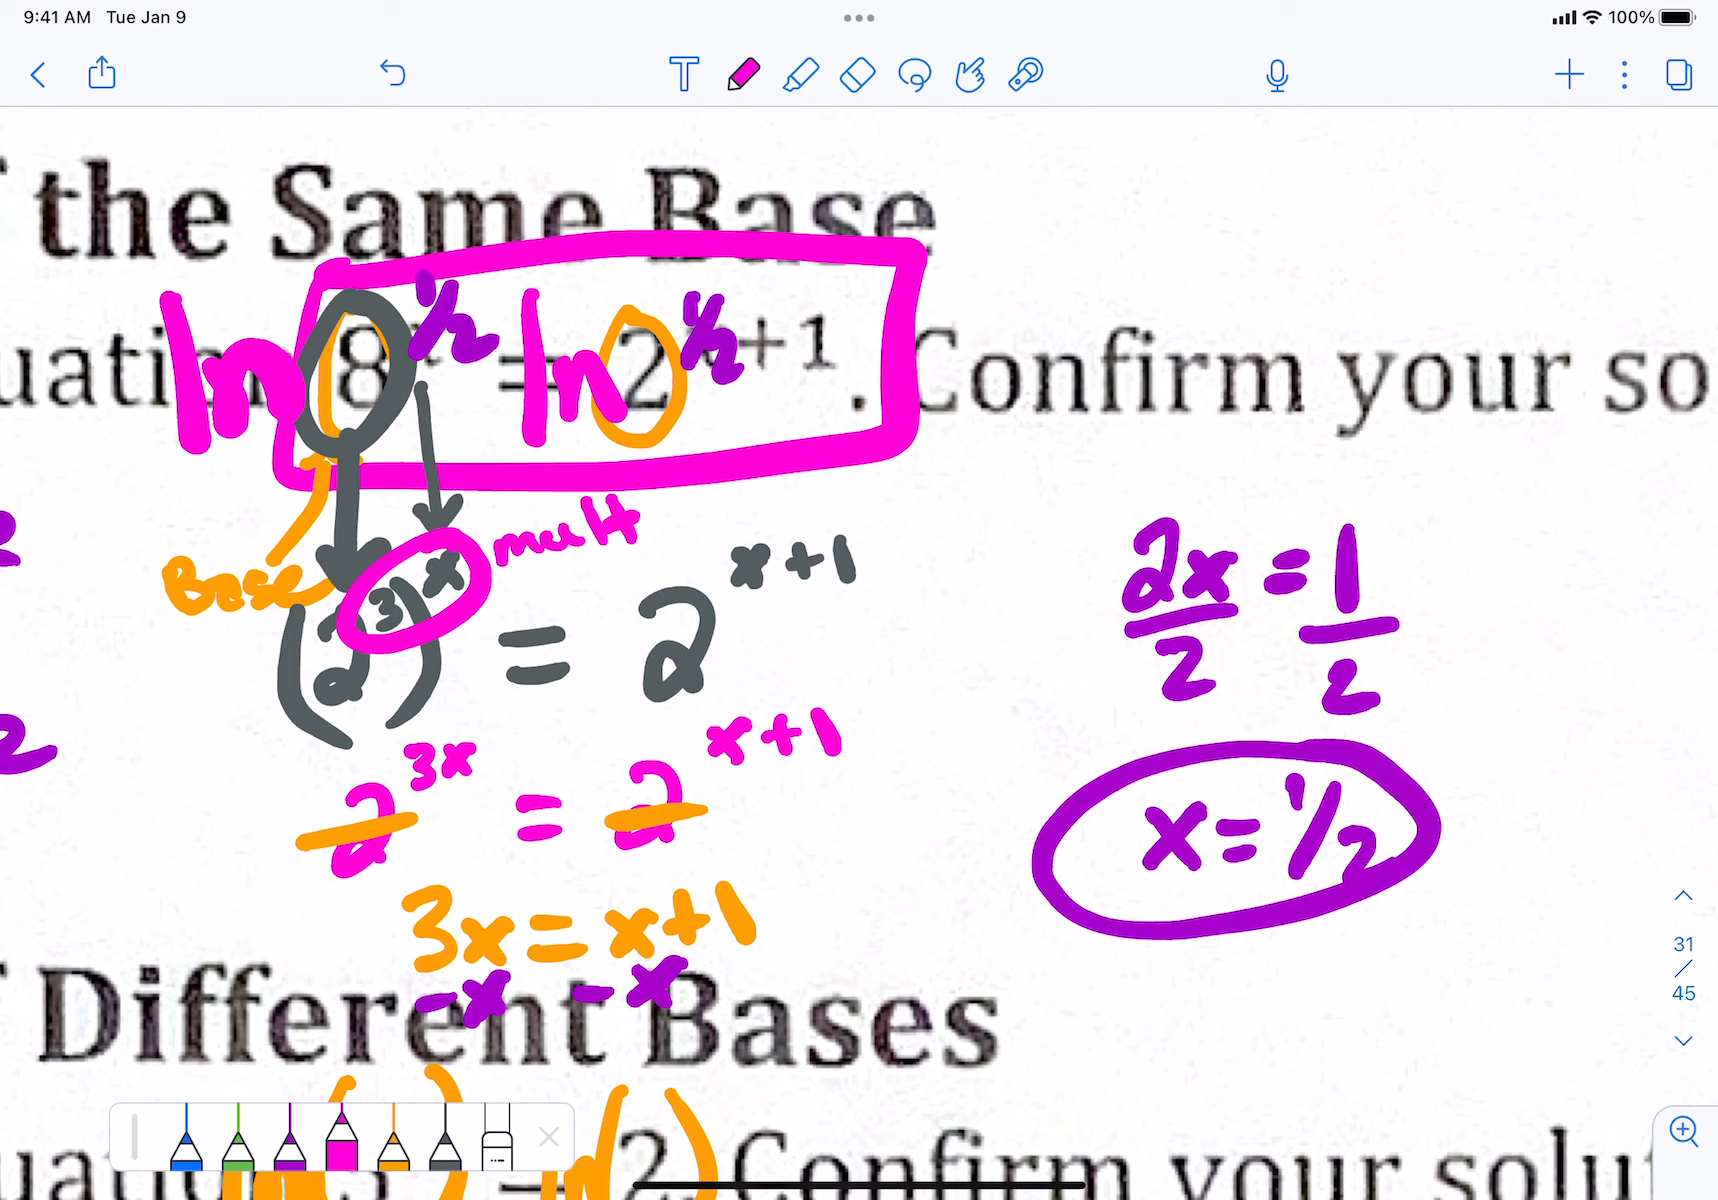 9:41 AM Tue Jan 9 100%
the Same Base
ln 8^1/2 = ln 2^1/2+1. Confirm your so
Base
mult
(2^3)^x = 2^x+1
2^3x = 2^x+1
3x = x+1
-x -x
2x = 1
2 2
x = 1/2
31
/
45
Different Bases
2 Confirm your solu